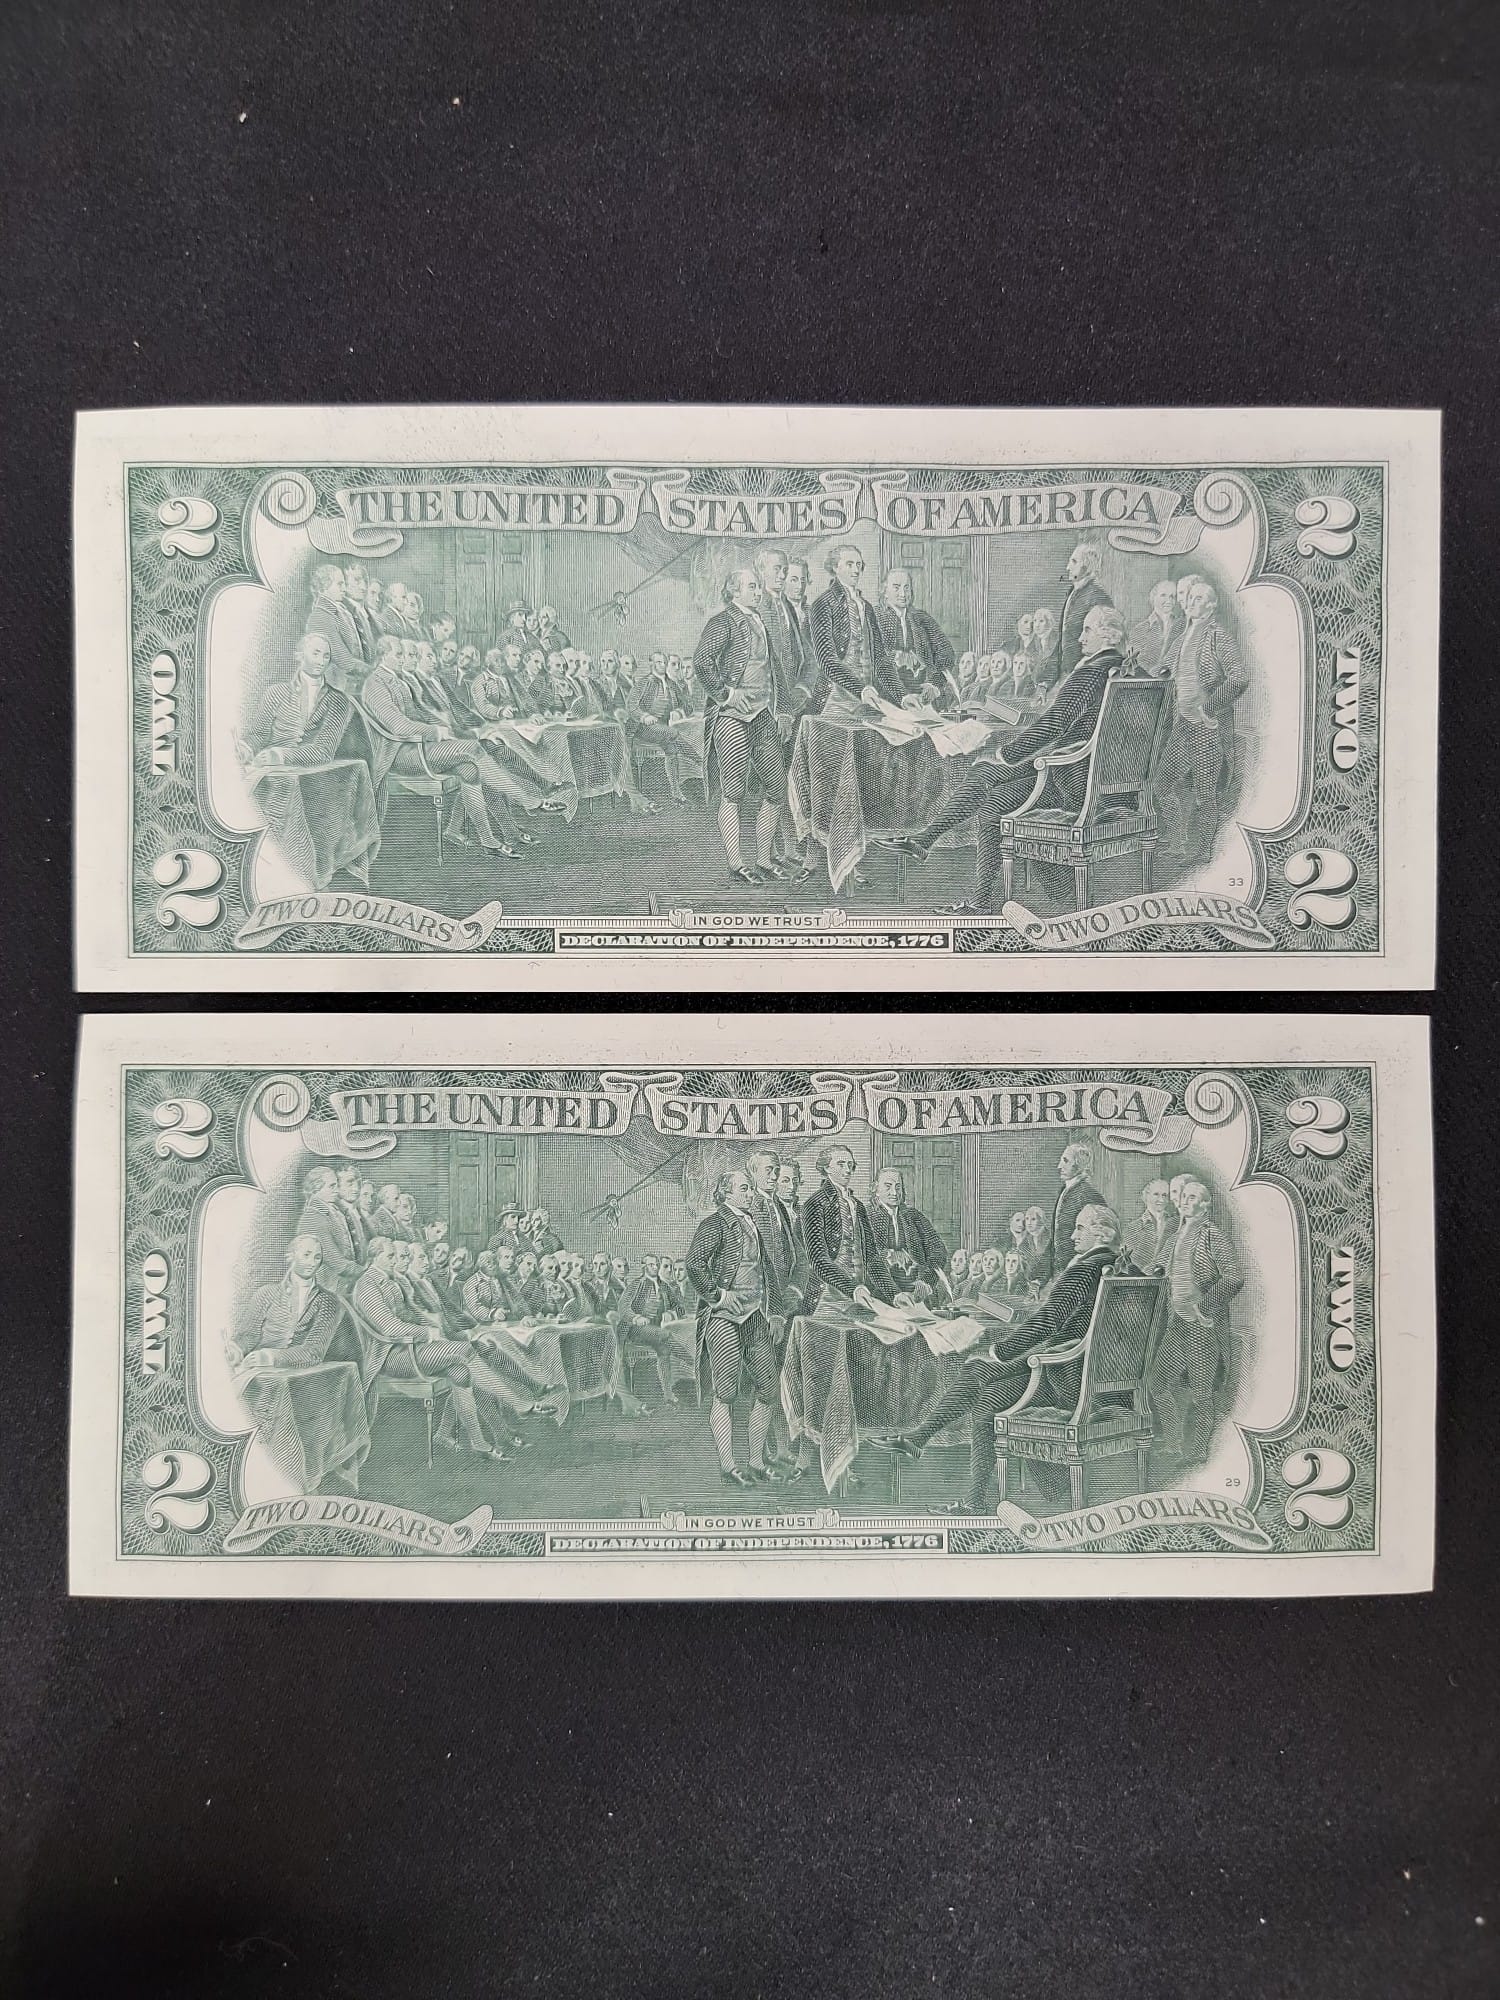 2 THE UNITED STATES OF AMERICA 2
TWO TWO
33
2 TWO DOLLARS IN GOD WE TRUST TWO DOLLARS 2
DECLARATION OF INDEPENDENCE, 1776
2 THE UNITED STATES OF AMERICA 2
TWO TWO
29
2 TWO DOLLARS IN GOD WE TRUST TWO DOLLARS 2
DECLARATION OF INDEPENDENCE, 1776